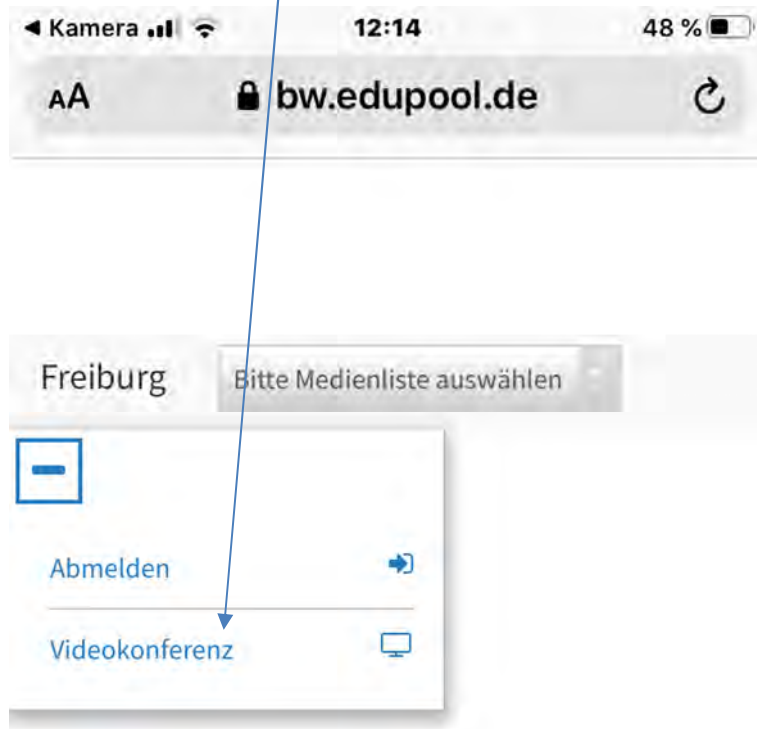 ◀ Kamera 12:14 48 %
AA bw.edupool.de
Freiburg Bitte Medienliste auswählen
Abmelden
Videokonferenz